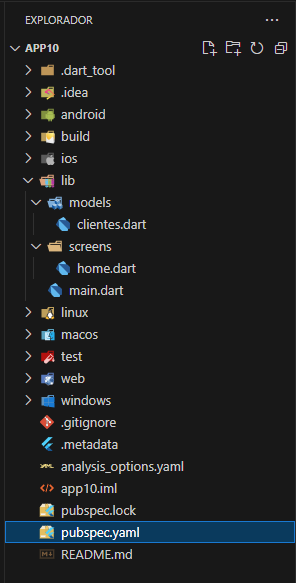 EXPLORADOR
APP10
.dart_tool
.idea
android
build
ios
lib
models
clientes.dart
screens
home.dart
main.dart
linux
macos
test
web
windows
.gitignore
.metadata
analysis_options.yaml
app10.iml
pubspec.lock
pubspec.yaml
README.md